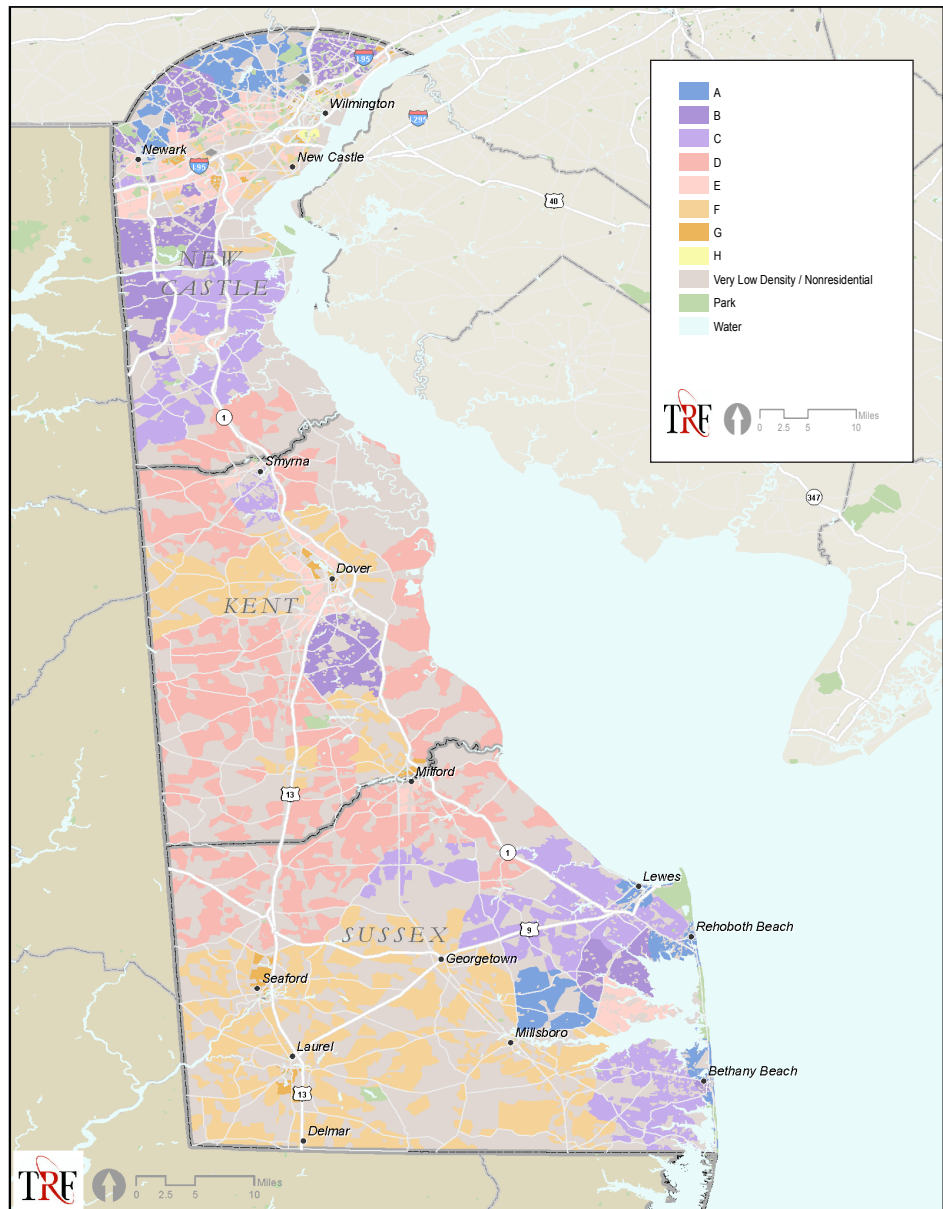 I-95
Wilmington
I-295
Newark
I-95
New Castle
40
NEW
CASTLE
1
Smyrna
347
Dover
KENT
Milford
13
1
Lewes
Rehoboth Beach
9
SUSSEX
Georgetown
Seaford
Millsboro
Laurel
Bethany Beach
13
Delmar
A
B
C
D
E
F
G
H
Very Low Density / Nonresidential
Park
Water
TRF
Miles
0 2.5 5 10
TRF
Miles
0 2.5 5 10